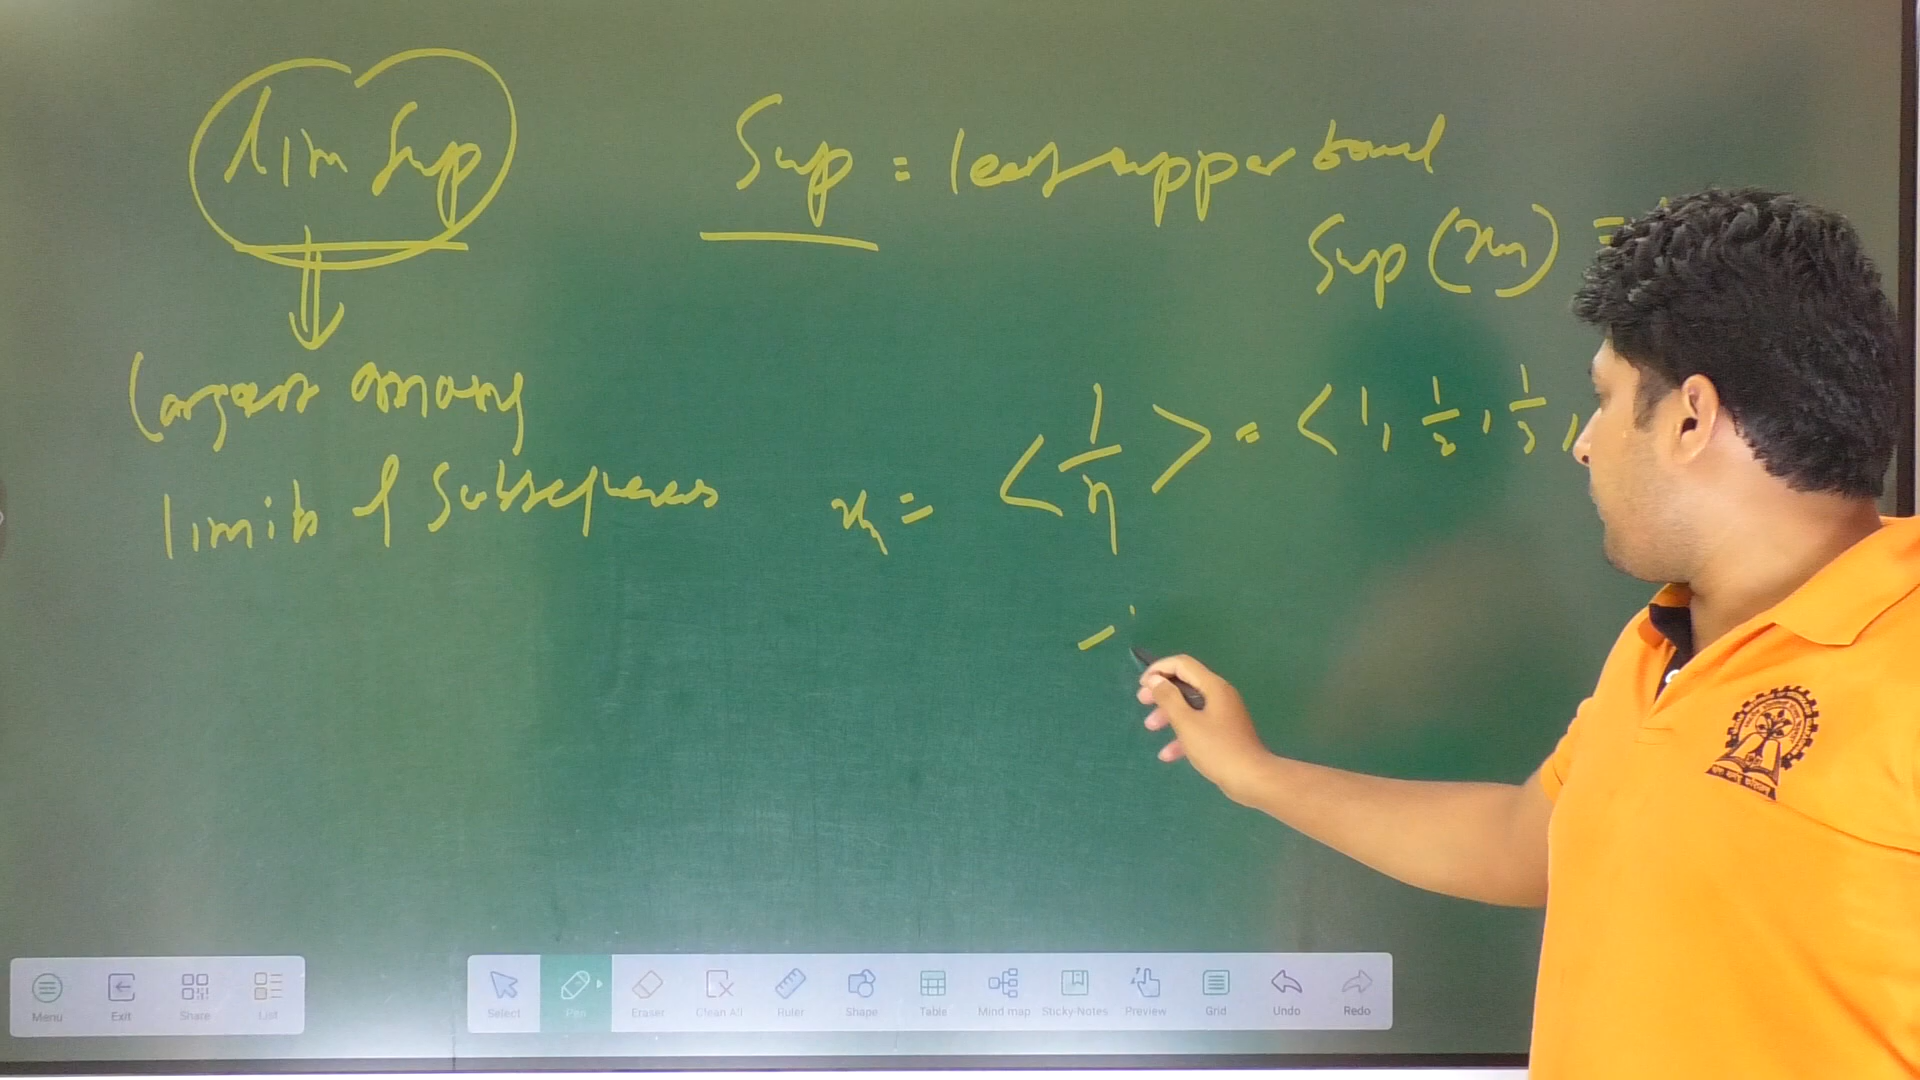 lim Sup
Sup = least upper bound
Sup (xn) =
largest among
limits of subsequences
xn = < 1/n > = < 1, 1/2, 1/3,
Menu
Exit
Share
List
Select
Pen
Eraser
Clean All
Ruler
Shape
Table
Mind map
Sticky-Notes
Preview
Grid
Undo
Redo